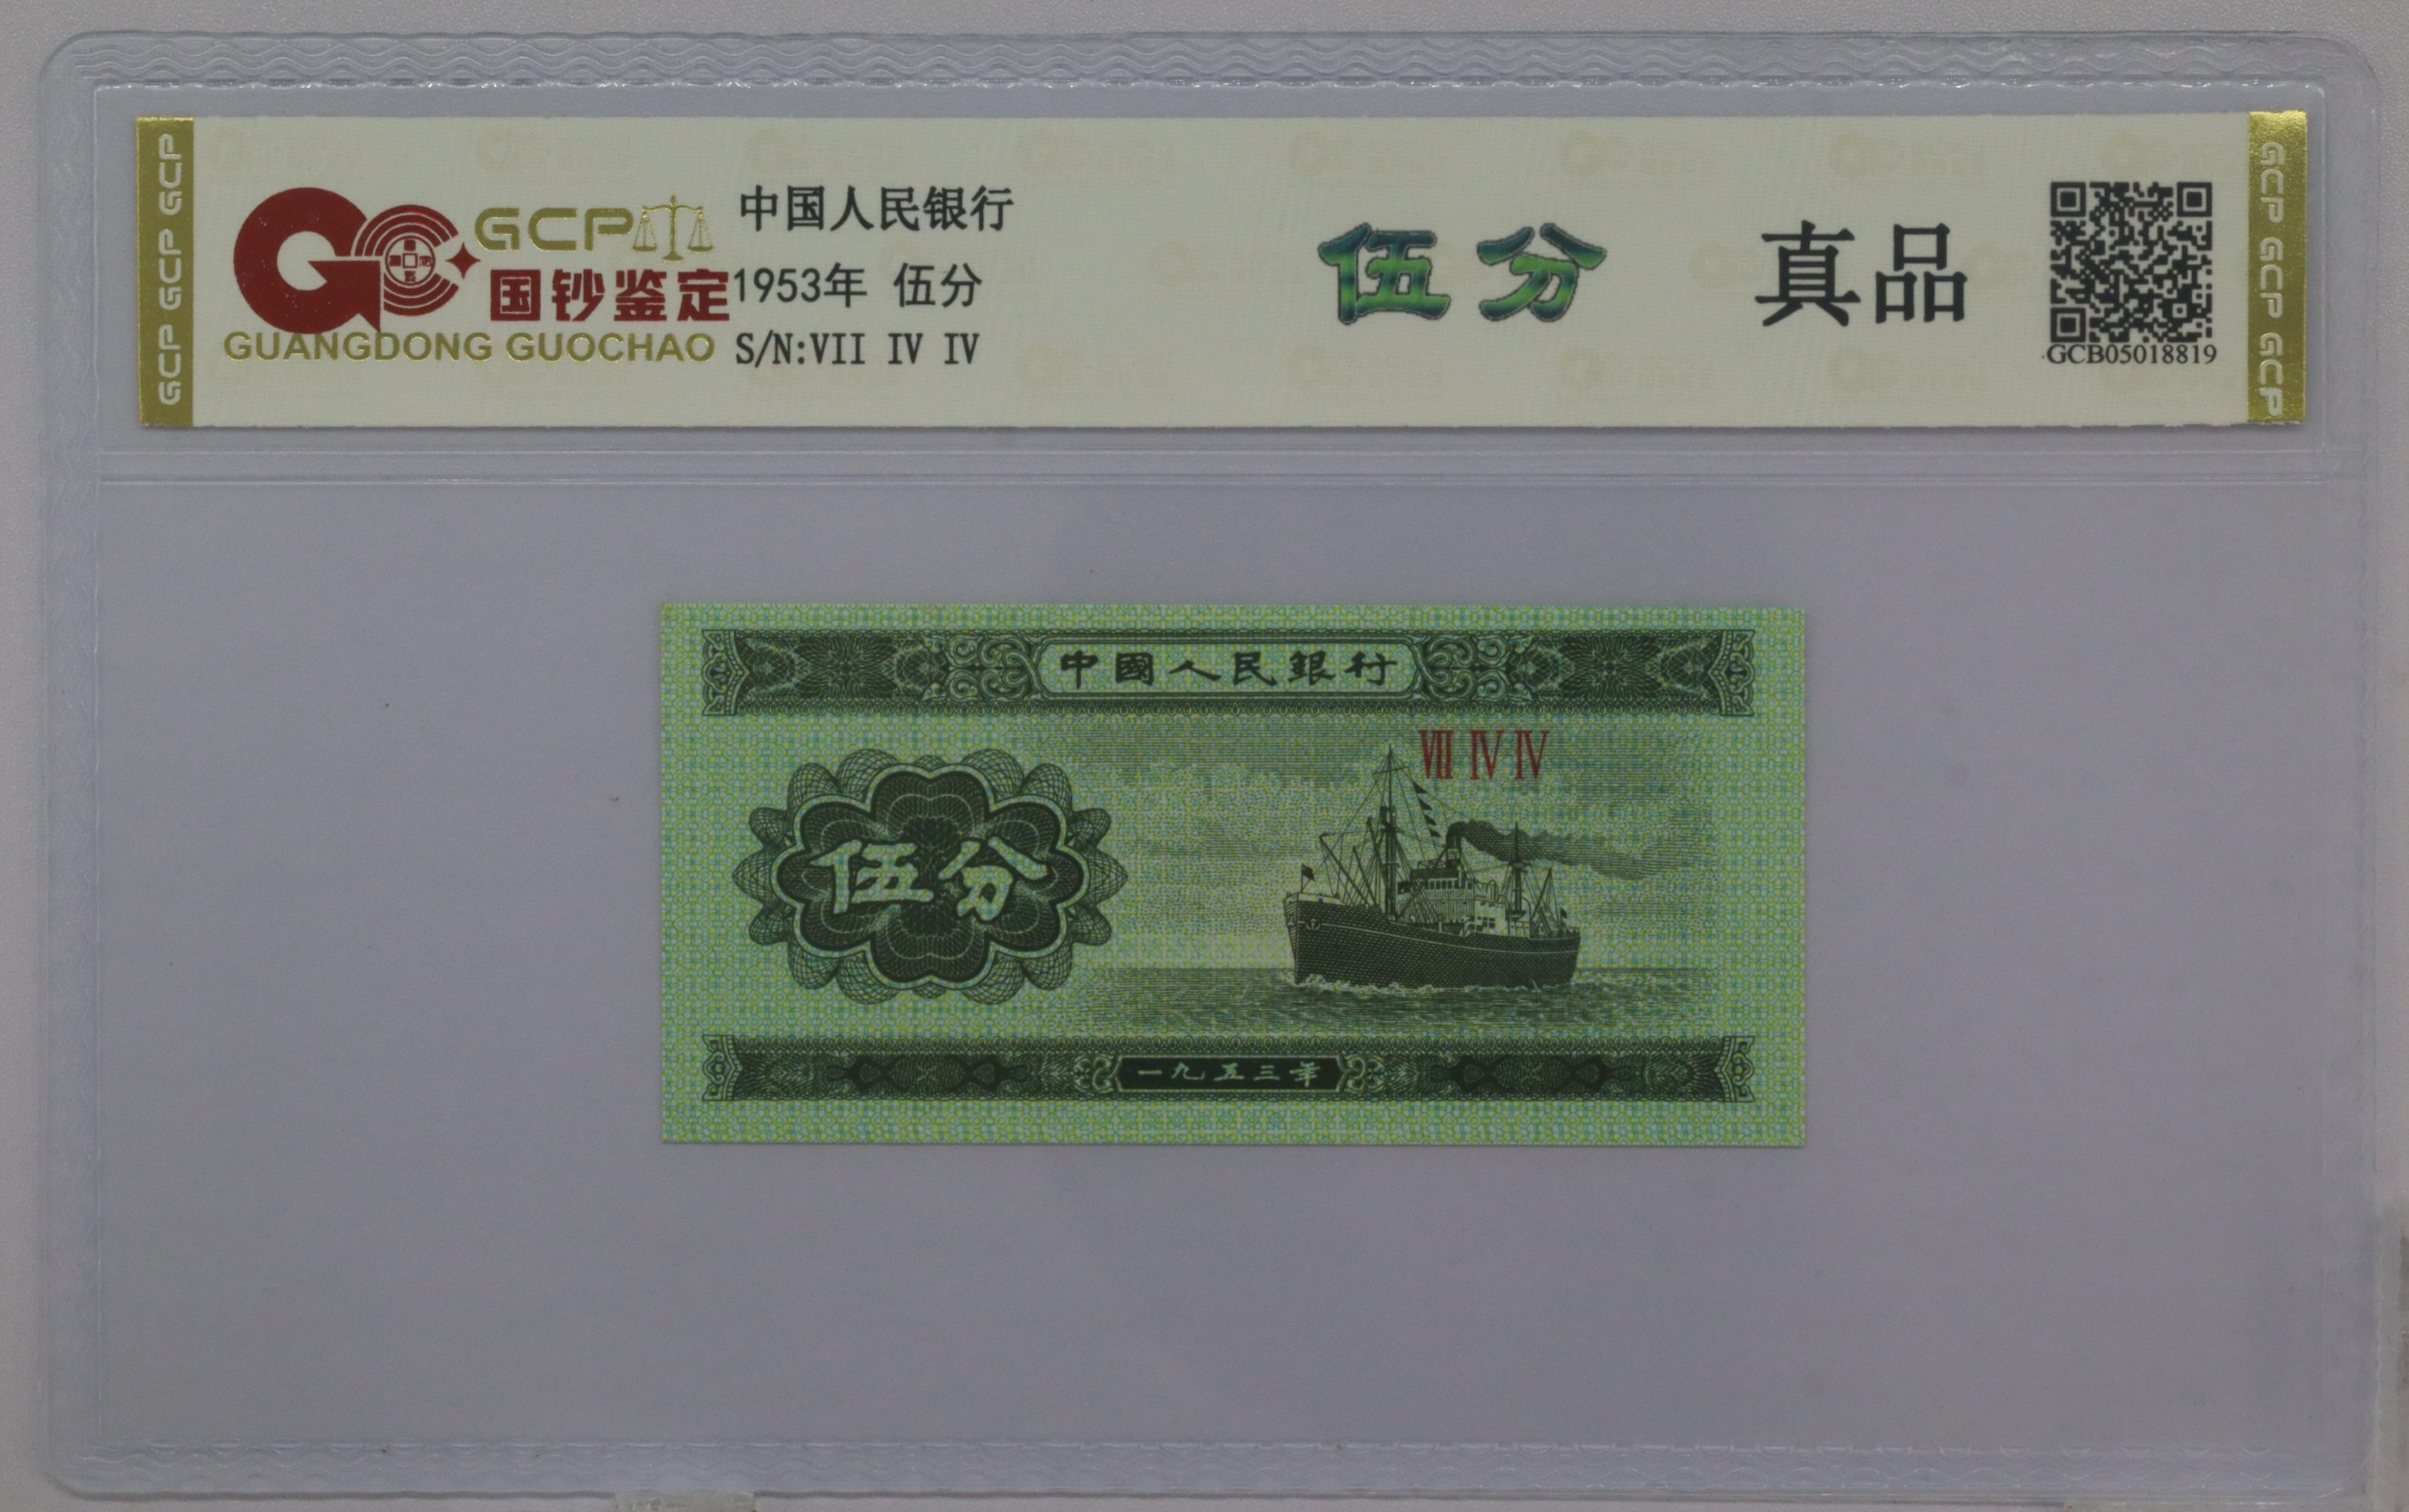 GCP GCP GCP
GCP
国钞鉴定
GUANGDONG GUOCHAO
中国人民银行
1953年 伍分
S/N:VII IV IV
伍分 真品
GCB05018819
GCP GCP GCP
中國人民銀行
VII IV IV
伍分
一九五三年